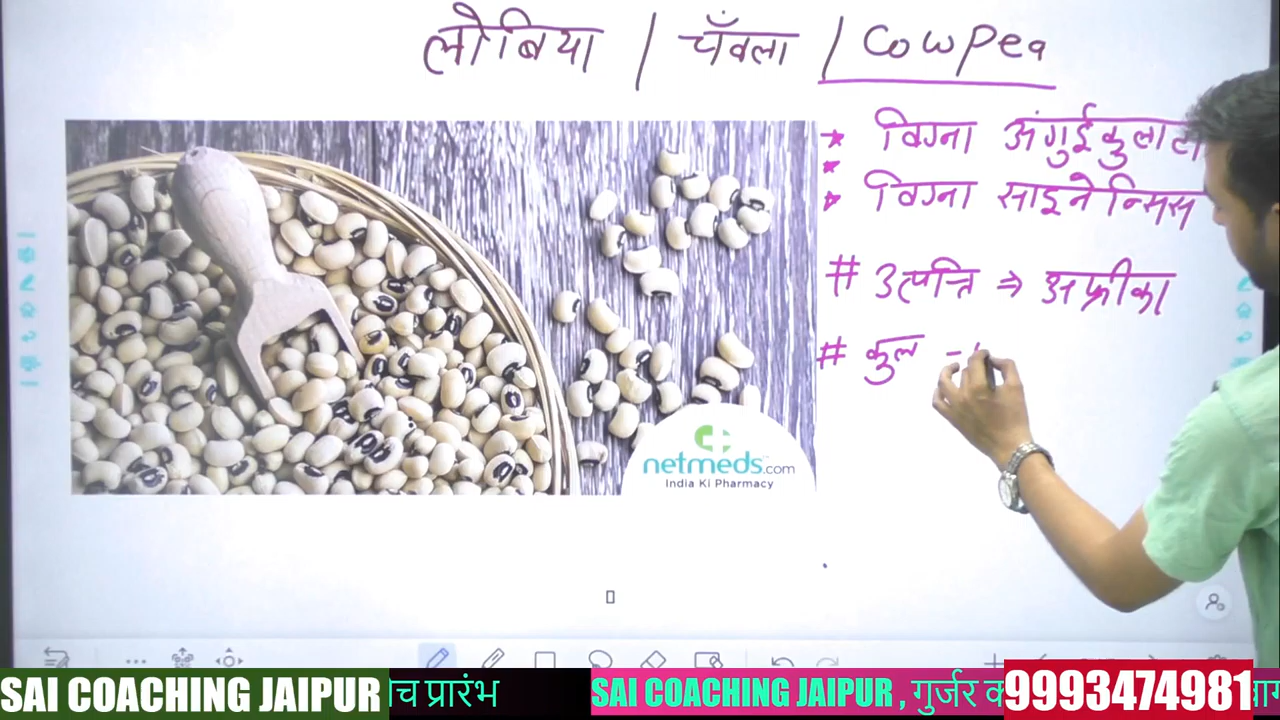 लोबिया / चँवला / Cowpea
* विग्ना अंगुईकुलाटा
* विग्ना साइनेन्सिस
# उत्पत्ति ⇒ अफ्रीका
# कुल -
netmeds.com
India Ki Pharmacy
SAI COACHING JAIPUR
प्रारंभ
SAI COACHING JAIPUR , गुर्जर
9993474981